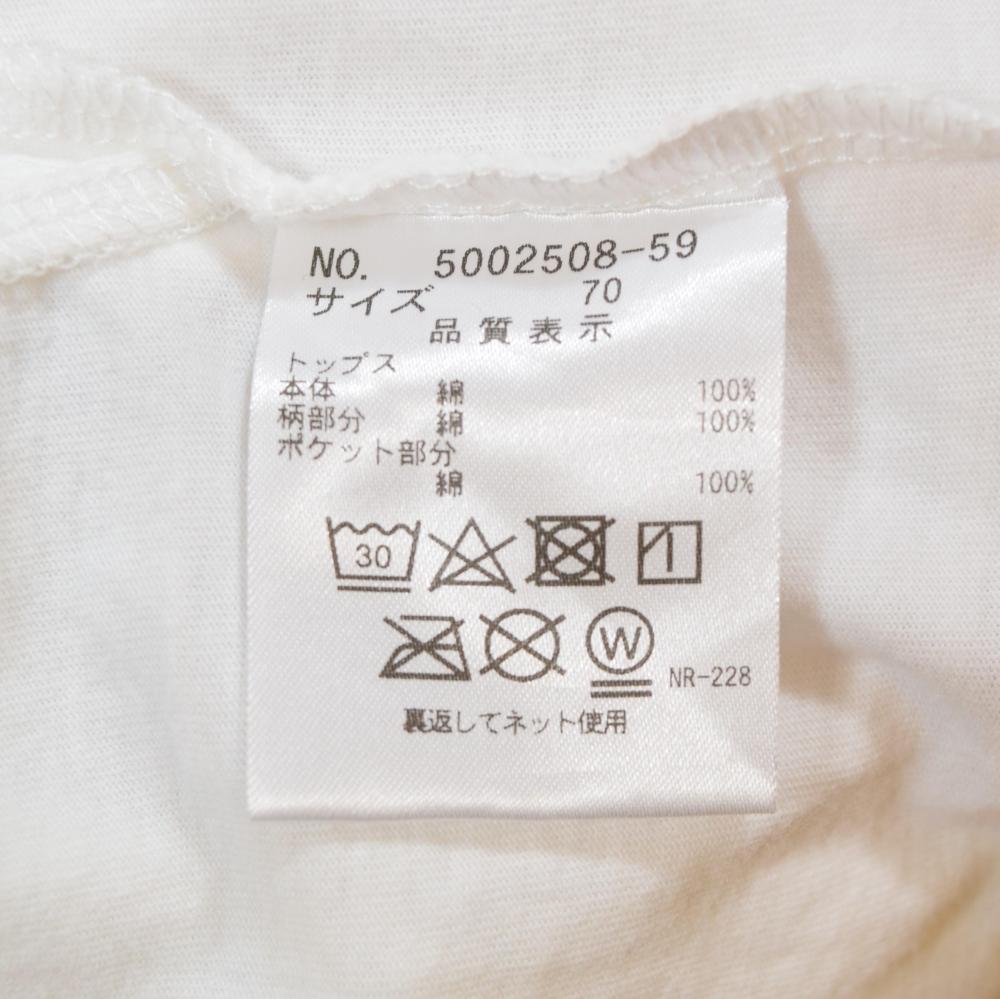 NO. 5002508-59
サイズ 70
品質表示
トップス
本体 綿 100%
柄部分 綿 100%
ポケット部分
綿 100%
30
W NR-228
裏返してネット使用